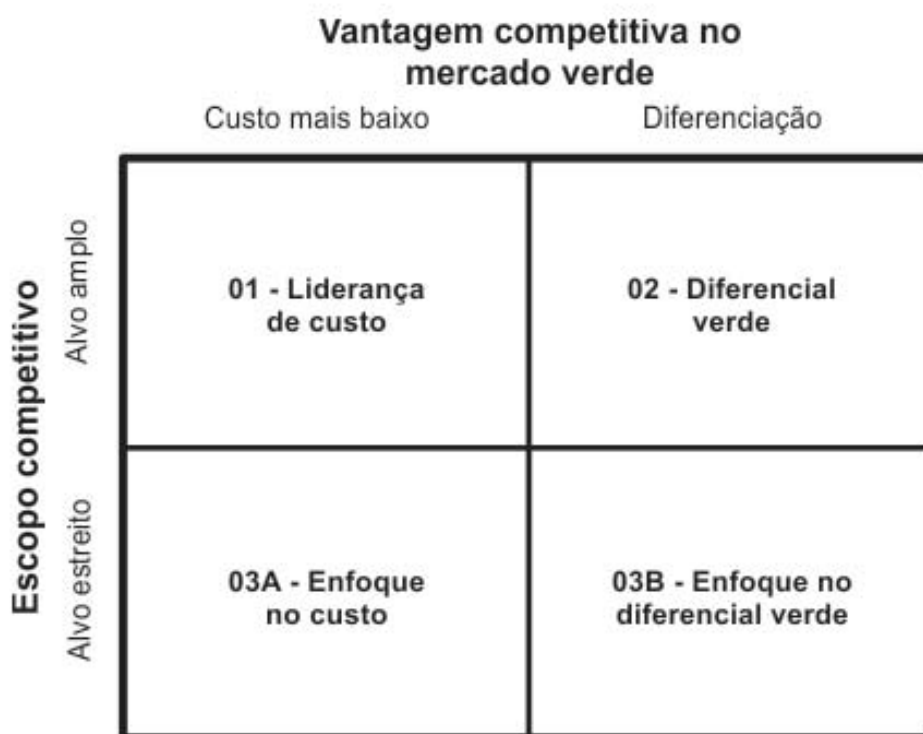 Vantagem competitiva no
mercado verde
Custo mais baixo
Diferenciação
Escopo competitivo
Alvo amplo
01 - Liderança
de custo
02 - Diferencial
verde
Alvo estreito
03A - Enfoque
no custo
03B - Enfoque no
diferencial verde